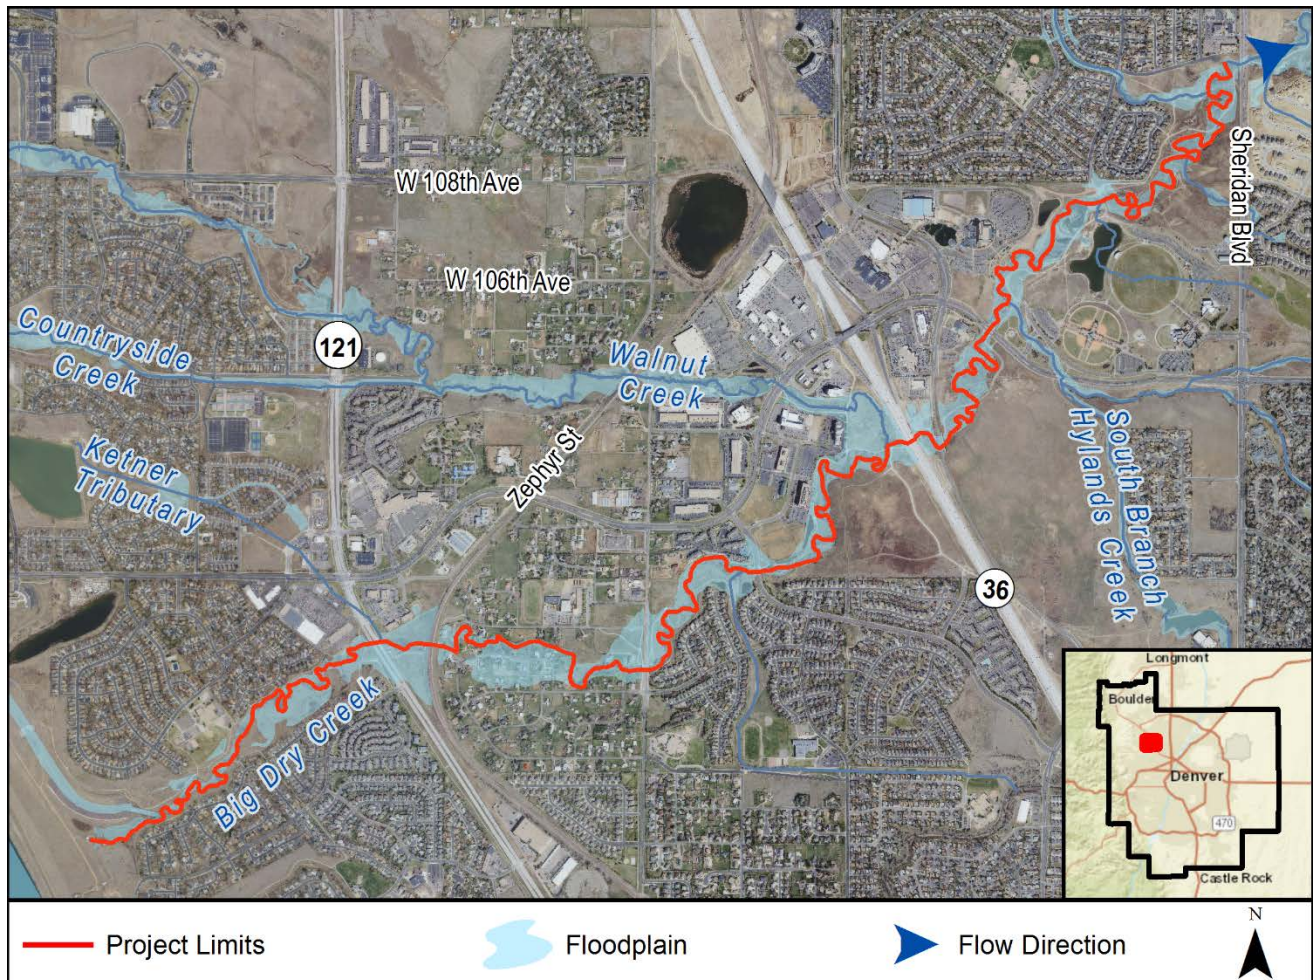 W 108th Ave
Sheridan Blvd
W 106th Ave
Countryside
Creek
121
Walnut
Creek
Ketner
Tributary
Zephyr St
South Branch
Hylands Creek
36
Big Dry Creek
Longmont
Boulder
Denver
470
Castle Rock
Project Limits
Floodplain
Flow Direction
N